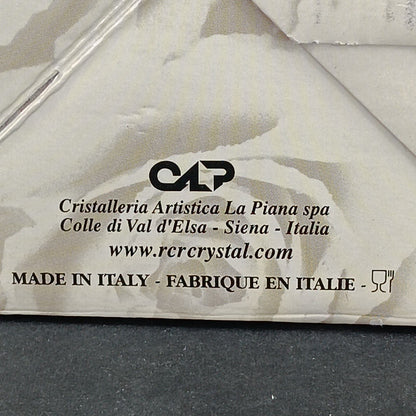 CALP
Cristalleria Artistica La Piana spa
Colle di Val d'Elsa - Siena - Italia
www.rcrcrystal.com
MADE IN ITALY - FABRIQUE EN ITALIE -